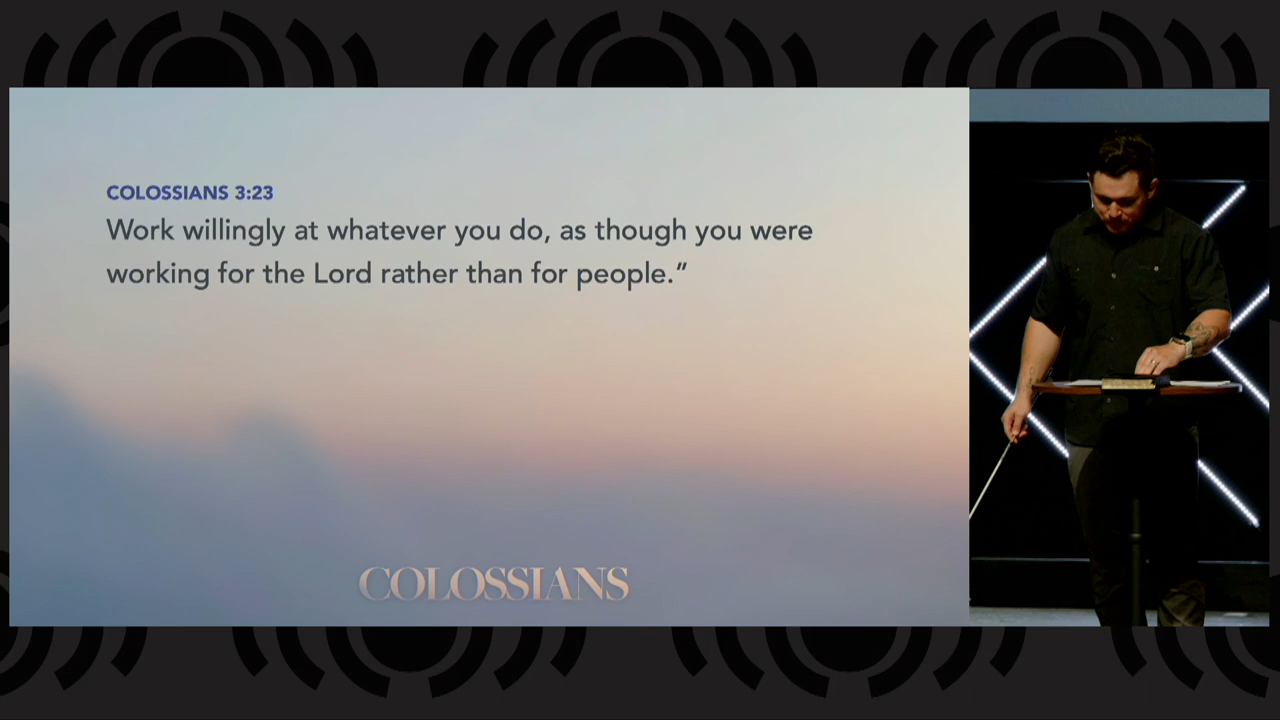 COLOSSIANS 3:23
Work willingly at whatever you do, as though you were
working for the Lord rather than for people.”
COLOSSIANS